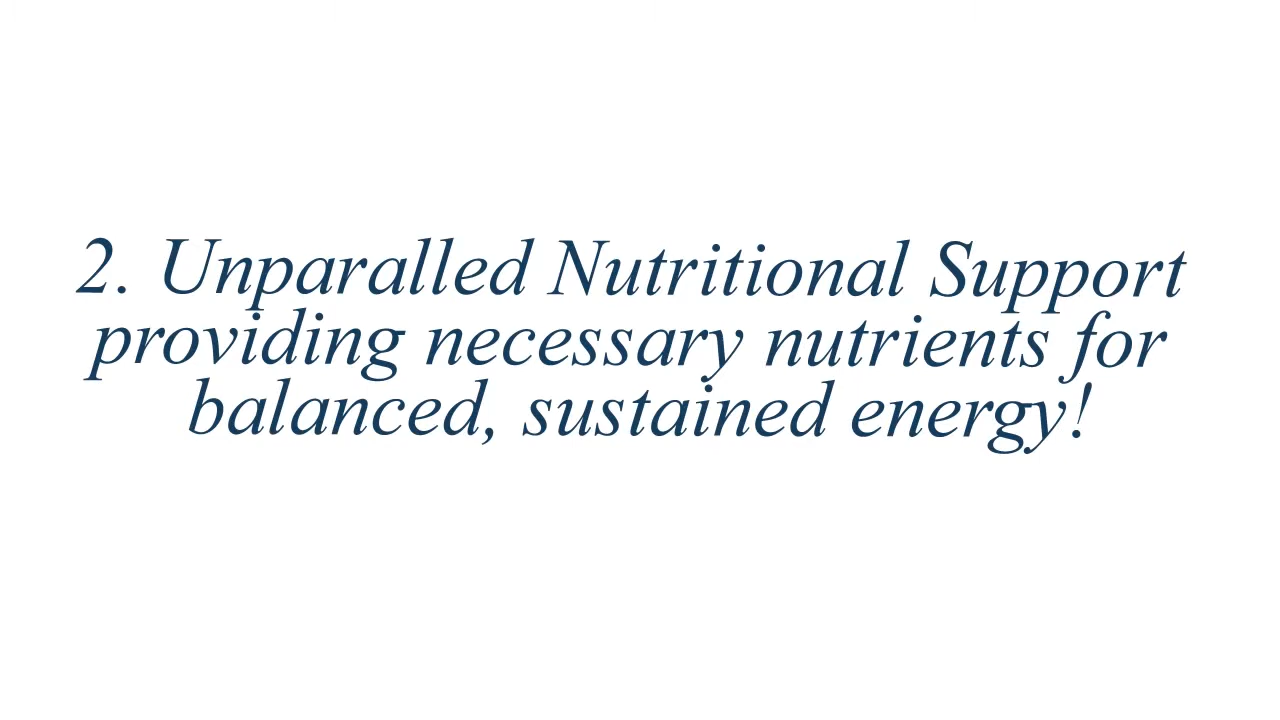 2. Unparalled Nutritional Support
providing necessary nutrients for
balanced, sustained energy!